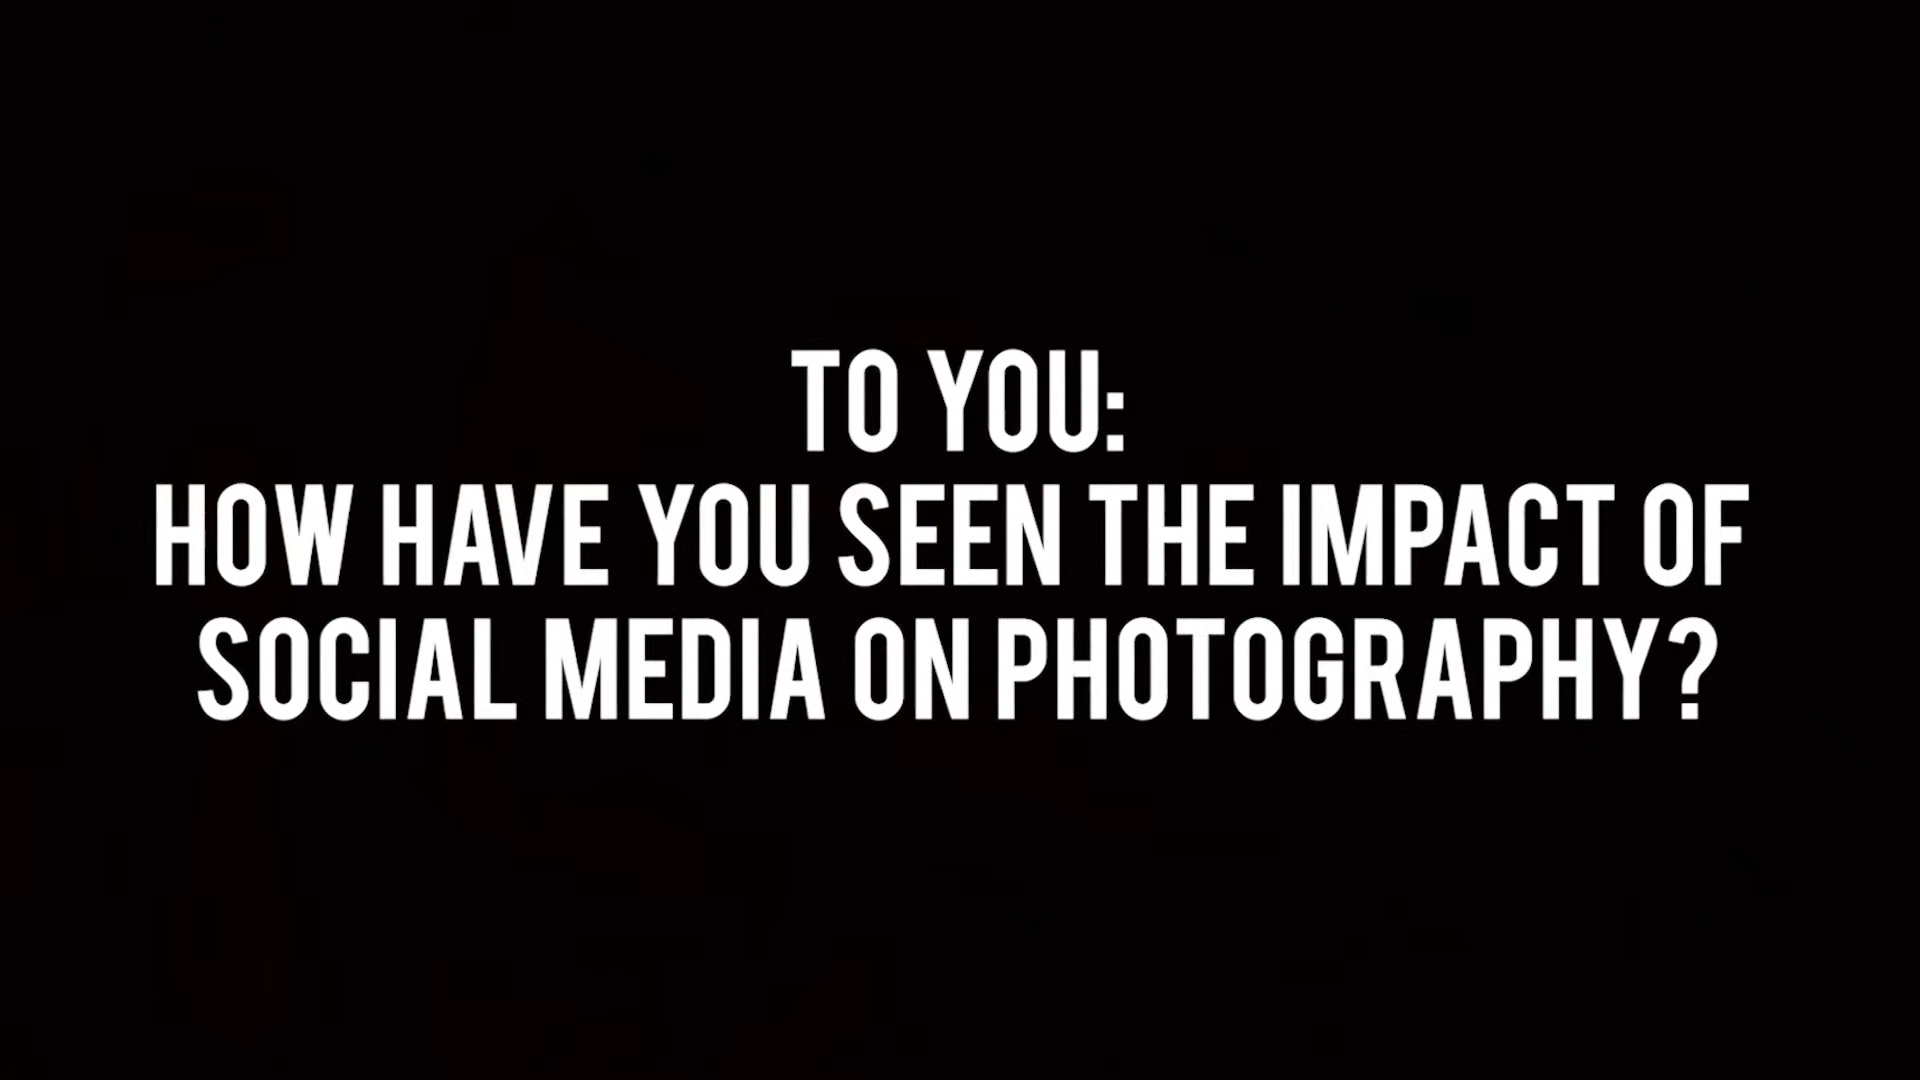 TO YOU:
HOW HAVE YOU SEEN THE IMPACT OF
SOCIAL MEDIA ON PHOTOGRAPHY?